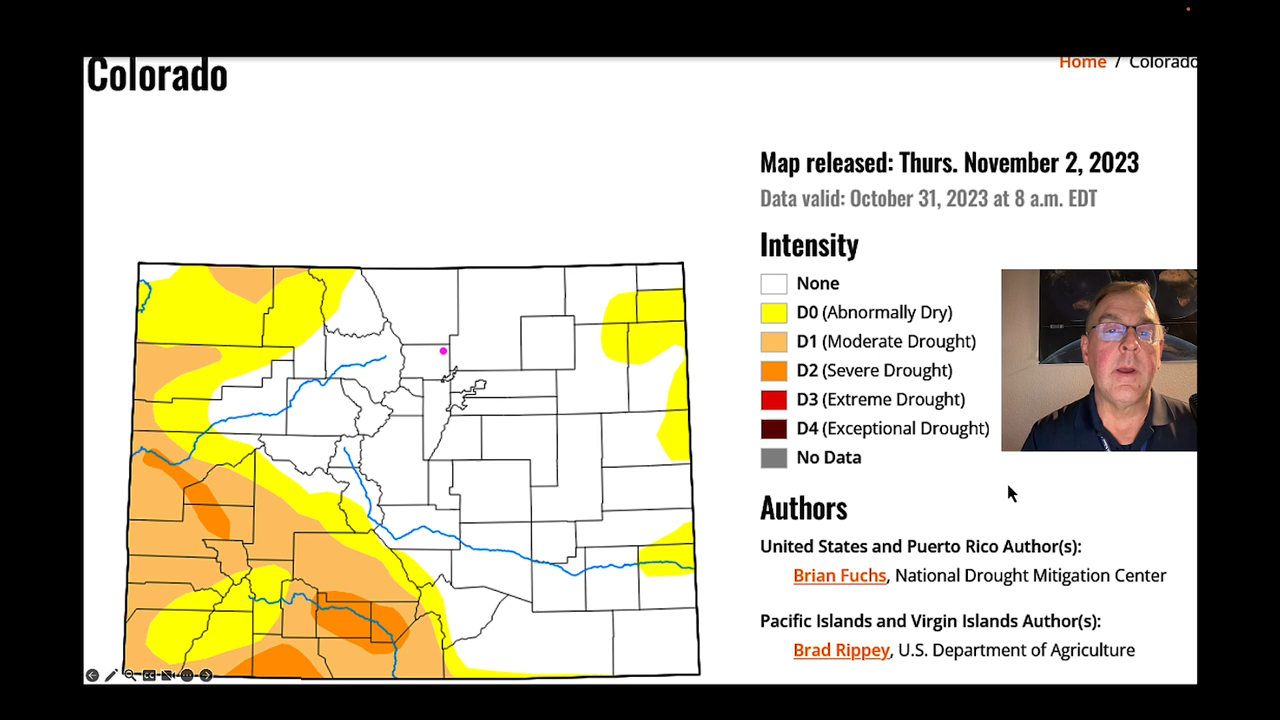 Colorado
Home / Colorado
Map released: Thurs. November 2, 2023
Data valid: October 31, 2023 at 8 a.m. EDT
Intensity
None
D0 (Abnormally Dry)
D1 (Moderate Drought)
D2 (Severe Drought)
D3 (Extreme Drought)
D4 (Exceptional Drought)
No Data
Authors
United States and Puerto Rico Author(s):
Brian Fuchs, National Drought Mitigation Center
Pacific Islands and Virgin Islands Author(s):
Brad Rippey, U.S. Department of Agriculture